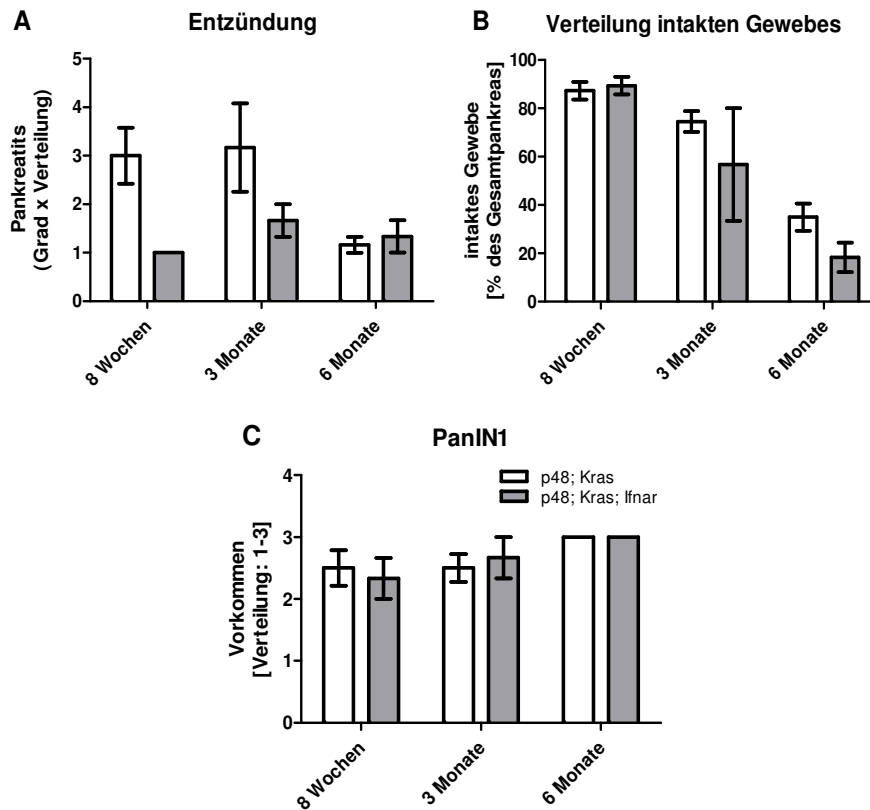 A
Entzündung
Pankreatits
(Grad x Verteilung)
5
4
3
2
1
0
8 Wochen
3 Monate
6 Monate
B
Verteilung intakten Gewebes
intaktes Gewebe
[% des Gesamtpankreas]
100
80
60
40
20
0
8 Wochen
3 Monate
6 Monate
C
PanIN1
p48; Kras
p48; Kras; Ifnar
Vorkommen
[Verteilung: 1-3]
4
3
2
1
0
8 Wochen
3 Monate
6 Monate